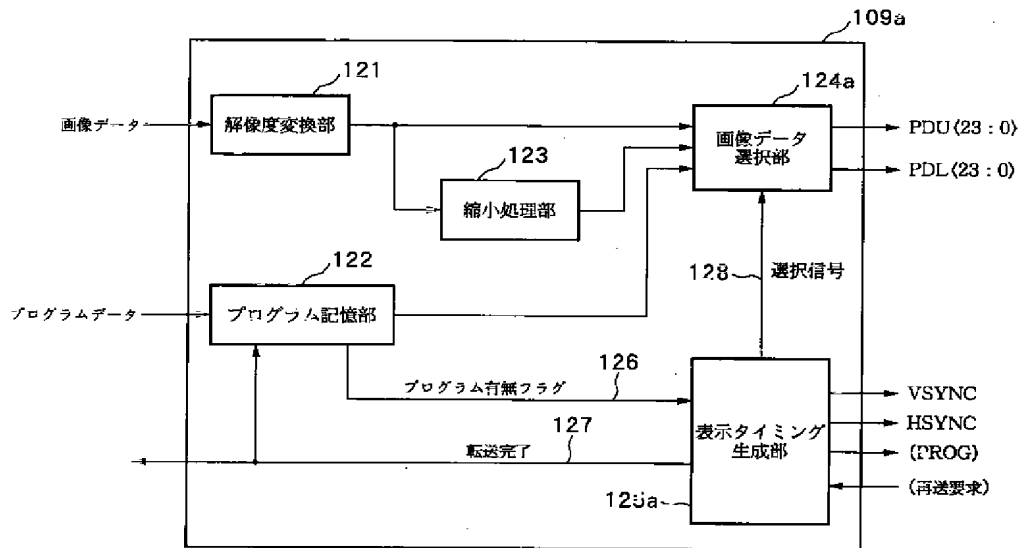 109a
121
124a
画像データ
解像度変換部
画像データ
選択部
PDU(23:0)
PDL(23:0)
123
縮小処理部
122
128
選択信号
プログラムデータ
プログラム記憶部
126
プログラム有無フラグ
127
転送完了
表示タイミング
生成部
125a
VSYNC
HSYNC
(PROG)
(再送要求)